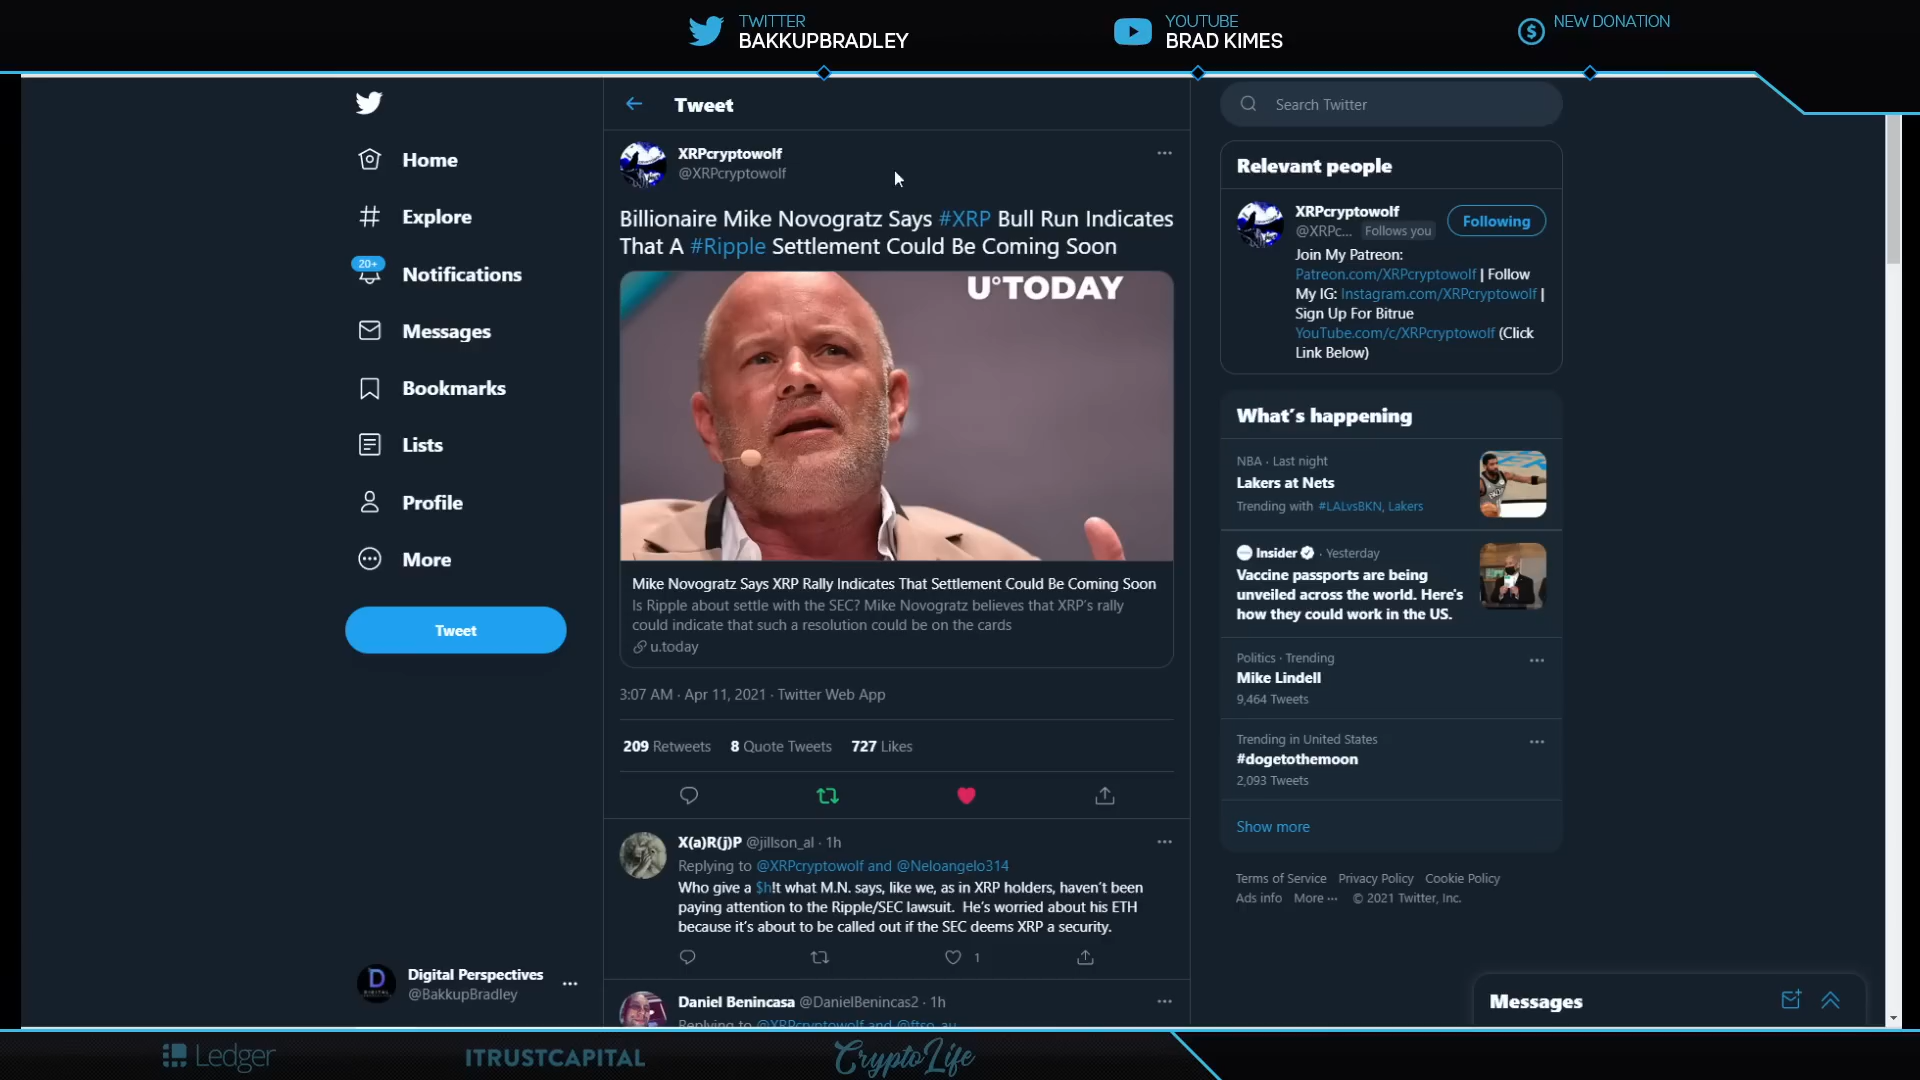 TWITTER
BAKKUPBRADLEY
YOUTUBE
BRAD KIMES
NEW DONATION
Home
Explore
20+
Notifications
Messages
Bookmarks
Lists
Profile
More
Tweet
Digital Perspectives
@BakkupBradley
Tweet
XRPcryptowolf
@XRPcryptowolf
Billionaire Mike Novogratz Says #XRP Bull Run Indicates
That A #Ripple Settlement Could Be Coming Soon
U°TODAY
Mike Novogratz Says XRP Rally Indicates That Settlement Could Be Coming Soon
Is Ripple about settle with the SEC? Mike Novogratz believes that XRP's rally
could indicate that such a resolution could be on the cards
u.today
3:07 AM · Apr 11, 2021 · Twitter Web App
209 Retweets 8 Quote Tweets 727 Likes
X(a)R(j)P @jillson_al · 1h
Replying to @XRPcryptowolf and @Neloangelo314
Who give a $h!t what M.N. says, like we, as in XRP holders, haven't been
paying attention to the Ripple/SEC lawsuit. He's worried about his ETH
because it's about to be called out if the SEC deems XRP a security.
1
Daniel Benincasa @DanielBenincas2 · 1h
Replying to @XRPcryptowolf and @ftso_au
Search Twitter
Relevant people
XRPcryptowolf
@XRPc... Follows you
Following
Join My Patreon:
Patreon.com/XRPcryptowolf | Follow
My IG: Instagram.com/XRPcryptowolf |
Sign Up For Bitrue
YouTube.com/c/XRPcryptowolf (Click
Link Below)
What's happening
NBA · Last night
Lakers at Nets
Trending with #LALvsBKN, Lakers
Insider · Yesterday
Vaccine passports are being
unveiled across the world. Here's
how they could work in the US.
Politics · Trending
Mike Lindell
9,464 Tweets
Trending in United States
#dogetothemoon
2,093 Tweets
Show more
Terms of Service Privacy Policy Cookie Policy
Ads info More ··· © 2021 Twitter, Inc.
Messages
Ledger
ITRUSTCAPITAL
CryptoLife